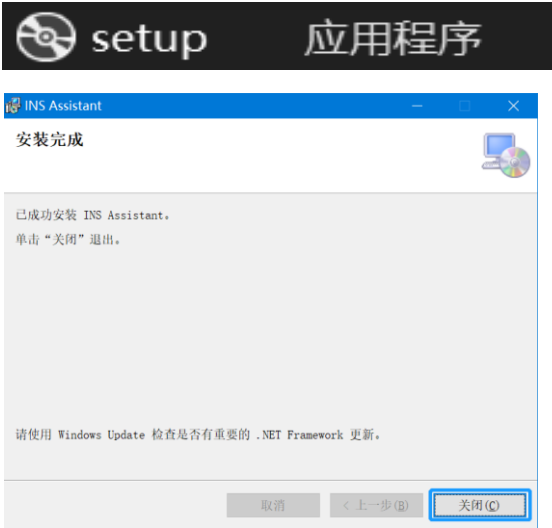 setup 应用程序
INS Assistant
安装完成
已成功安装 INS Assistant。
单击“关闭”退出。
请使用 Windows Update 检查是否有重要的 .NET Framework 更新。
取消 < 上一步(B) 关闭(C)